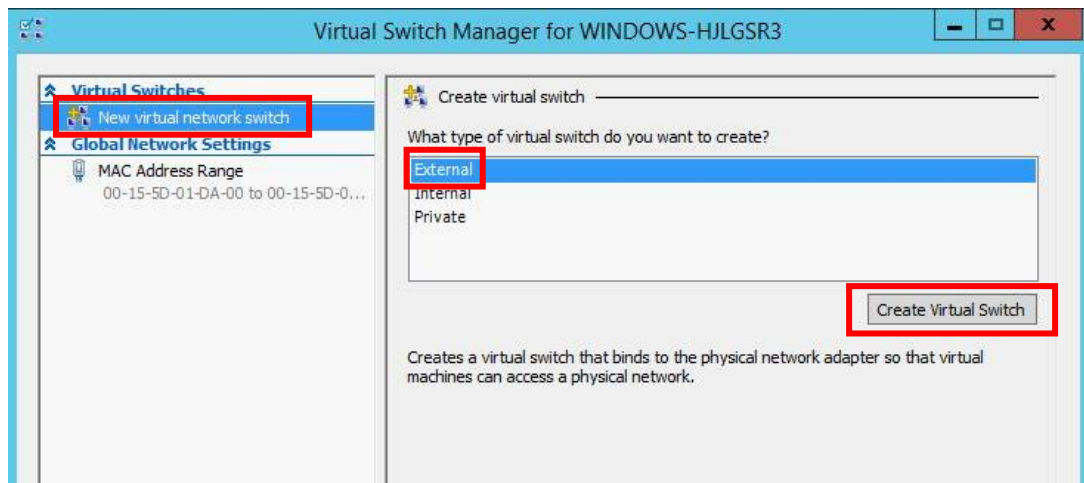 Virtual Switch Manager for WINDOWS-HJLGSR3
Virtual Switches
New virtual network switch
Global Network Settings
MAC Address Range
00-15-5D-01-DA-00 to 00-15-5D-0...
Create virtual switch
What type of virtual switch do you want to create?
External
Internal
Private
Create Virtual Switch
Creates a virtual switch that binds to the physical network adapter so that virtual
machines can access a physical network.